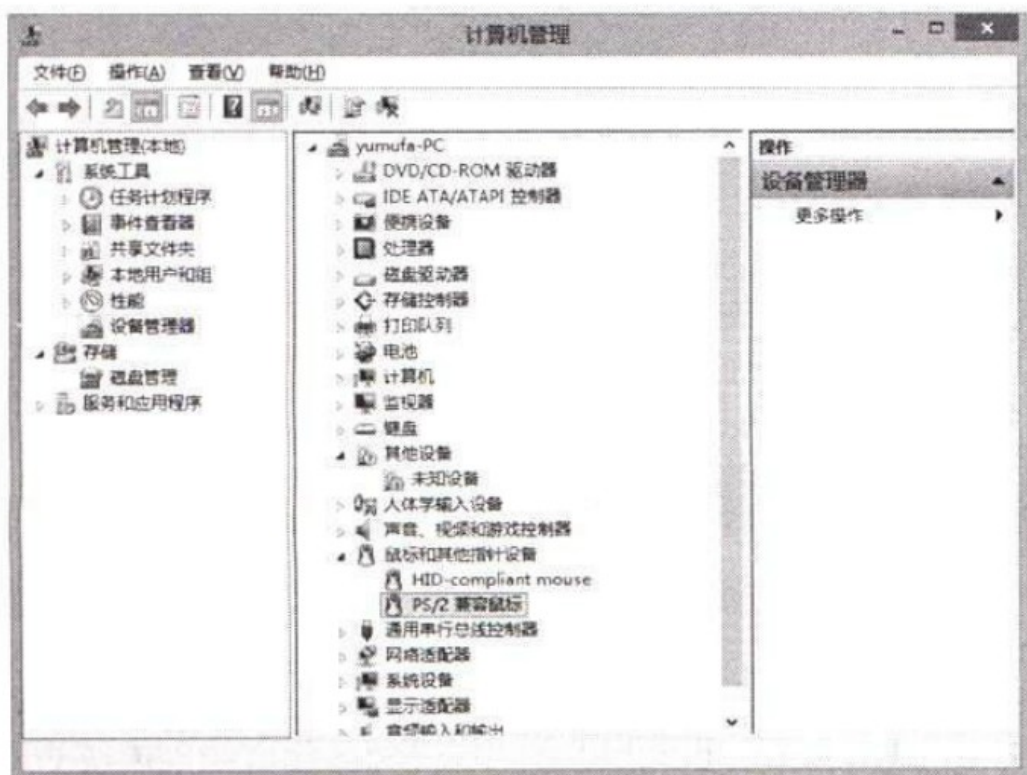 计算机管理
文件(F) 操作(A) 查看(V) 帮助(H)
计算机管理(本地)
系统工具
任务计划程序
事件查看器
共享文件夹
本地用户和组
性能
设备管理器
存储
磁盘管理
服务和应用程序
yumufa-PC
DVD/CD-ROM 驱动器
IDE ATA/ATAPI 控制器
便携设备
处理器
磁盘驱动器
存储控制器
打印队列
电池
计算机
监视器
键盘
其他设备
未知设备
人体学输入设备
声音、视频和游戏控制器
鼠标和其他指针设备
HID-compliant mouse
PS/2 兼容鼠标
通用串行总线控制器
网络适配器
系统设备
显示适配器
音频输入和输出
操作
设备管理器
更多操作